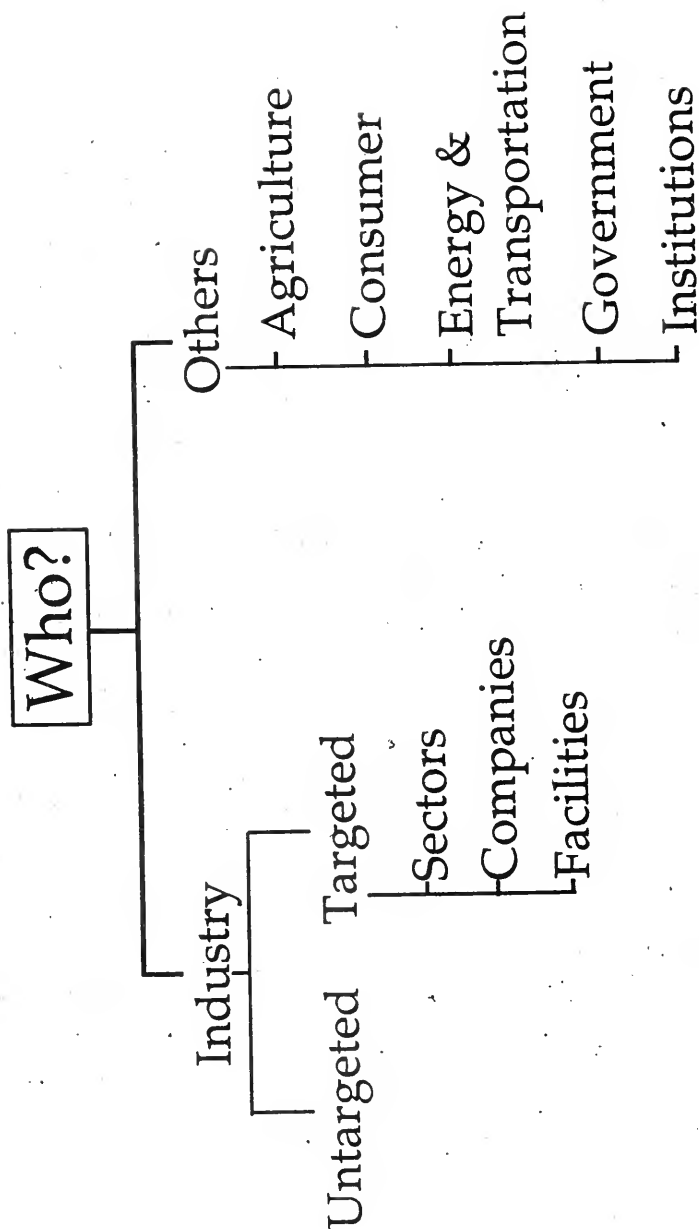 Who?
Industry
Untargeted
Targeted
Sectors
Companies
Facilities
Others
Agriculture
Consumer
Energy &
Transportation
Government
Institutions